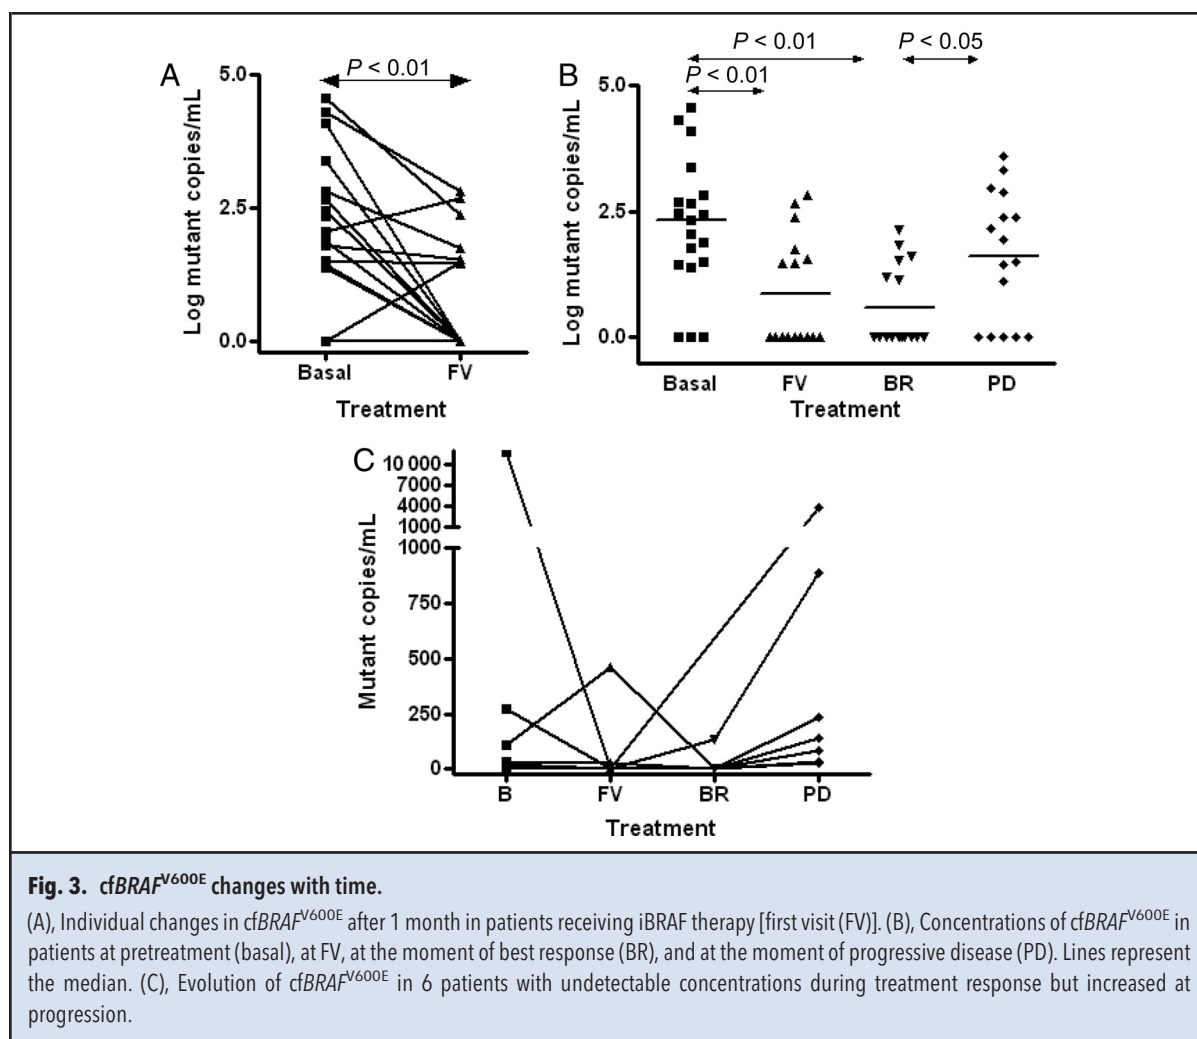 A
P < 0.01
5.0
2.5
0.0
Log mutant copies/mL
Basal
FV
Treatment
B
P < 0.01
P < 0.05
P < 0.01
5.0
2.5
0.0
Log mutant copies/mL
Basal
FV
BR
PD
Treatment
C
10 000
7000
4000
1000
1000
750
500
250
0
Mutant copies/mL
B
FV
BR
PD
Treatment
Fig. 3. cfBRAFV600E changes with time.
(A), Individual changes in cfBRAFV600E after 1 month in patients receiving iBRAF therapy [first visit (FV)]. (B), Concentrations of cfBRAFV600E in
patients at pretreatment (basal), at FV, at the moment of best response (BR), and at the moment of progressive disease (PD). Lines represent
the median. (C), Evolution of cfBRAFV600E in 6 patients with undetectable concentrations during treatment response but increased at
progression.